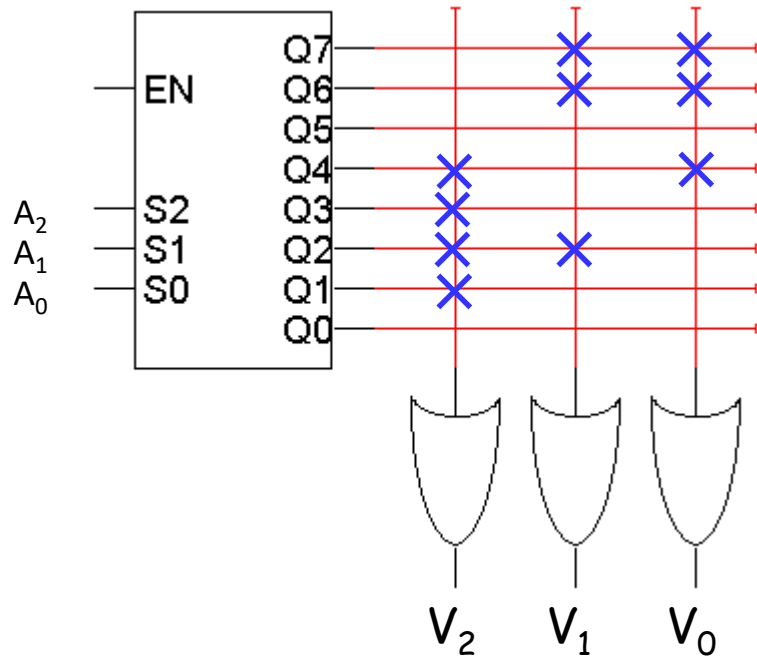 Q7
EN Q6
Q5
Q4
A₂ S2 Q3
A₁ S1 Q2
A₀ S0 Q1
Q0
V₂ V₁ V₀